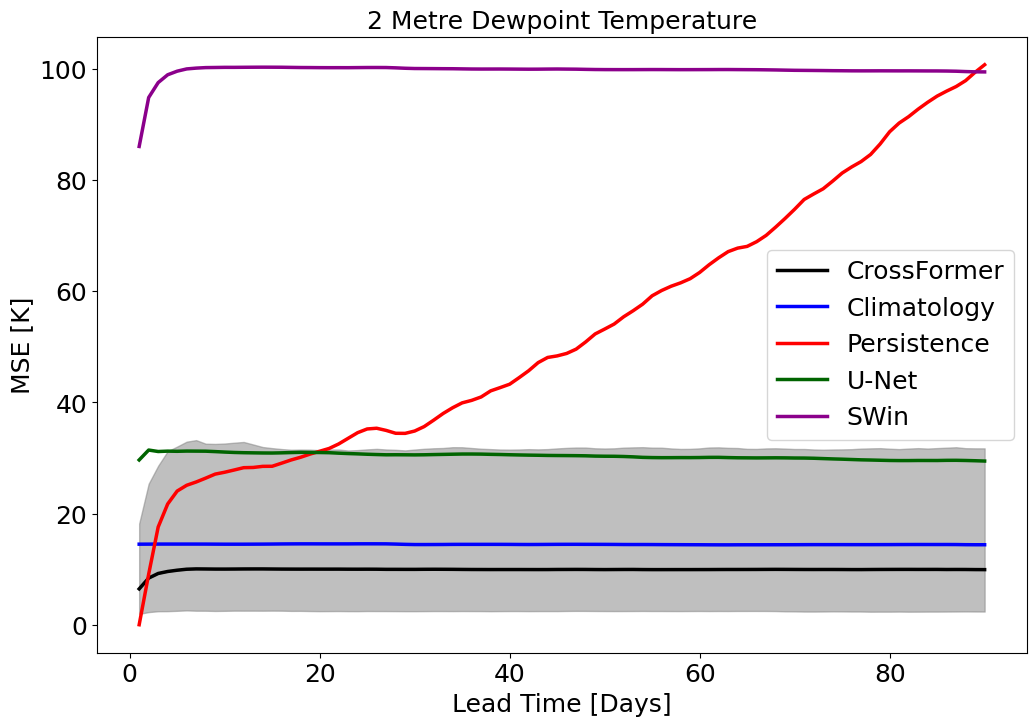 2 Metre Dewpoint Temperature
MSE [K]
100
80
60
40
20
0
CrossFormer
Climatology
Persistence
U-Net
SWin
0 20 40 60 80
Lead Time [Days]